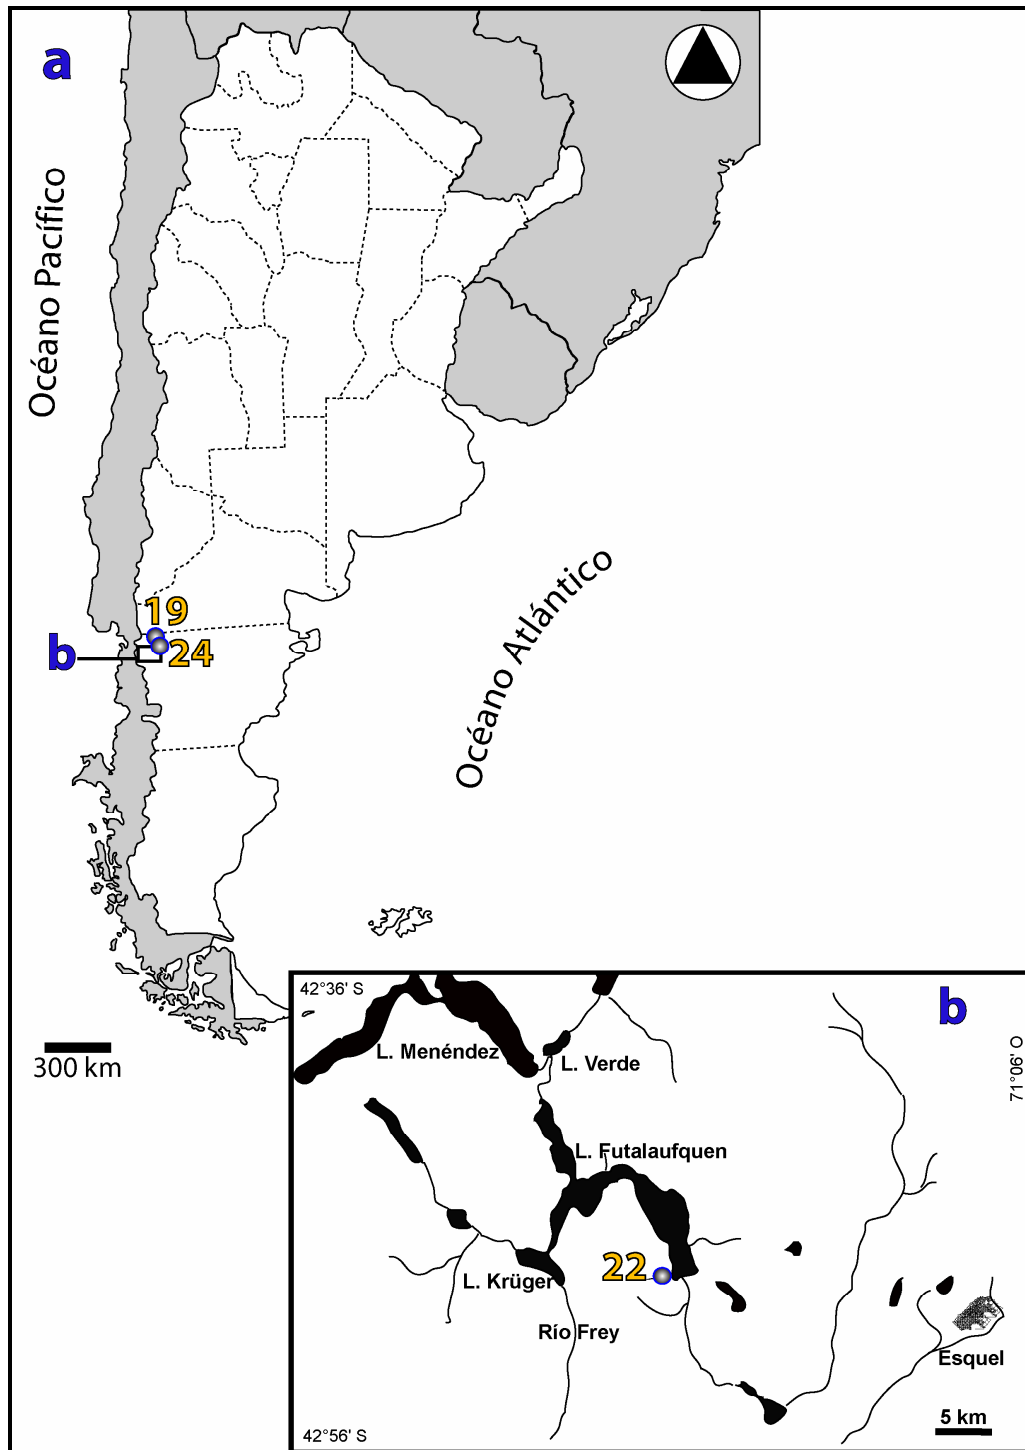 a
Océano Pacífico
19
b
24
Océano Atlántico
300 km
42°36' S
b
71°06' O
L. Menéndez
L. Verde
L. Futalaufquen
22
L. Krüger
Río Frey
Esquel
5 km
42°56' S